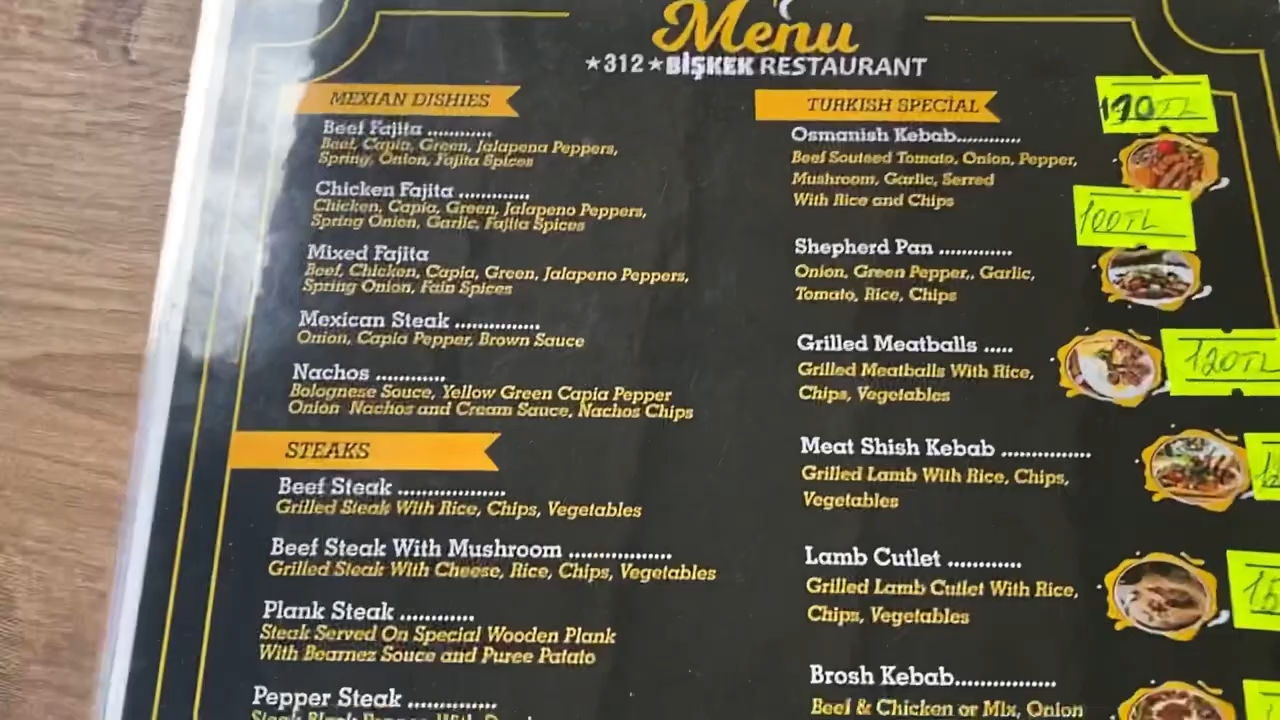 Menu
★312★BİŞKEK RESTAURANT
MEXIAN DISHIES
Beef Fajita ............
Beef, Capia, Green, Jalapena Peppers,
Spring, Onion, Fajita Spices
Chicken Fajita .............
Chicken, Capia, Green, Jalapeno Peppers,
Spring Onion, Garlic, Fajita Spices
Mixed Fajita
Beef, Chicken, Capia, Green, Jalapeno Peppers,
Spring Onion, Fain Spices
Mexican Steak ...............
Onion, Capia Pepper, Brown Sauce
Nachos ............
Bolognese Sauce, Yellow Green Capia Pepper
Onion Nachos and Cream Sauce, Nachos Chips
STEAKS
Beef Steak ..................
Grilled Steak With Rice, Chips, Vegetables
Beef Steak With Mushroom .................
Grilled Steak With Cheese, Rice, Chips, Vegetables
Plank Steak ............
Steak Served On Special Wooden Plank
With Bearnez Souce and Puree Patato
Pepper Steak ...............
TURKISH SPECİAL
Osmanish Kebab...........
Beef Souteed Tomato, Onion, Pepper,
Mushroom, Garlic, Serred
With Rice and Chips
Shepherd Pan .............
Onion, Green Pepper,, Garlic,
Tomato, Rice, Chips
100TL
Grilled Meatballs .....
Grilled Meatballs With Rice,
Chips, Vegetables
120TL
Meat Shish Kebab ................
Grilled Lamb With Rice, Chips,
Vegetables
Lamb Cutlet .............
Grilled Lamb Cutlet With Rice,
Chips, Vegetables
Brosh Kebab.................
Beef & Chicken or Mix, Onion